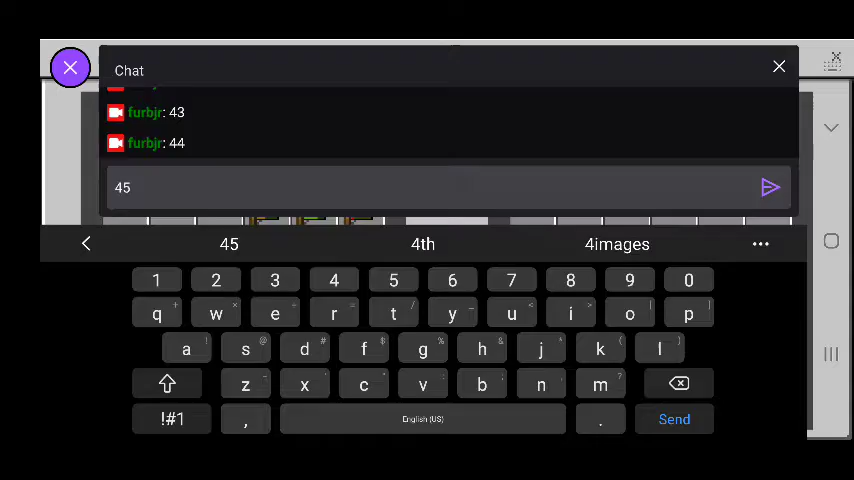 Chat
furbjr: 43
furbjr: 44
45
45 4th 4images
1 2 3 4 5 6 7 8 9 0
q + w × e ÷ r = t / y _ u < i > o [ p ]
a ! s @ d # f $ g % h & j * k ( l )
z - x ' c " v : b ; n , m ?
!#1 , English (US) . Send